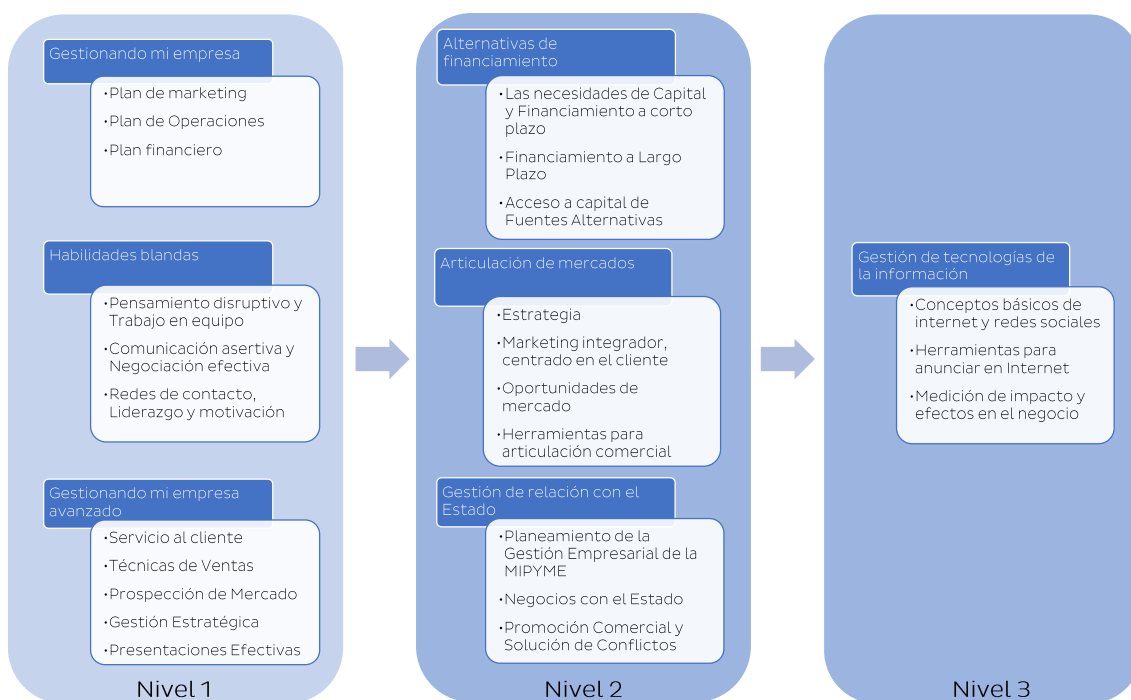 Gestionando mi empresa
•Plan de marketing
•Plan de Operaciones
•Plan financiero
Habilidades blandas
•Pensamiento disruptivo y
Trabajo en equipo
•Comunicación asertiva y
Negociación efectiva
•Redes de contacto,
Liderazgo y motivación
Gestionando mi empresa
avanzado
•Servicio al cliente
•Técnicas de Ventas
•Prospección de Mercado
•Gestión Estratégica
•Presentaciones Efectivas
Nivel 1
Alternativas de
financiamiento
•Las necesidades de Capital
y Financiamiento a corto
plazo
•Financiamiento a Largo
Plazo
•Acceso a capital de
Fuentes Alternativas
Articulación de mercados
•Estrategia
•Marketing integrador,
centrado en el cliente
•Oportunidades de
mercado
•Herramientas para
articulación comercial
Gestión de relación con el
Estado
•Planeamiento de la
Gestión Empresarial de la
MIPYME
•Negocios con el Estado
•Promoción Comercial y
Solución de Conflictos
Nivel 2
Gestión de tecnologías de
la información
•Conceptos básicos de
internet y redes sociales
•Herramientas para
anunciar en Internet
•Medición de impacto y
efectos en el negocio
Nivel 3